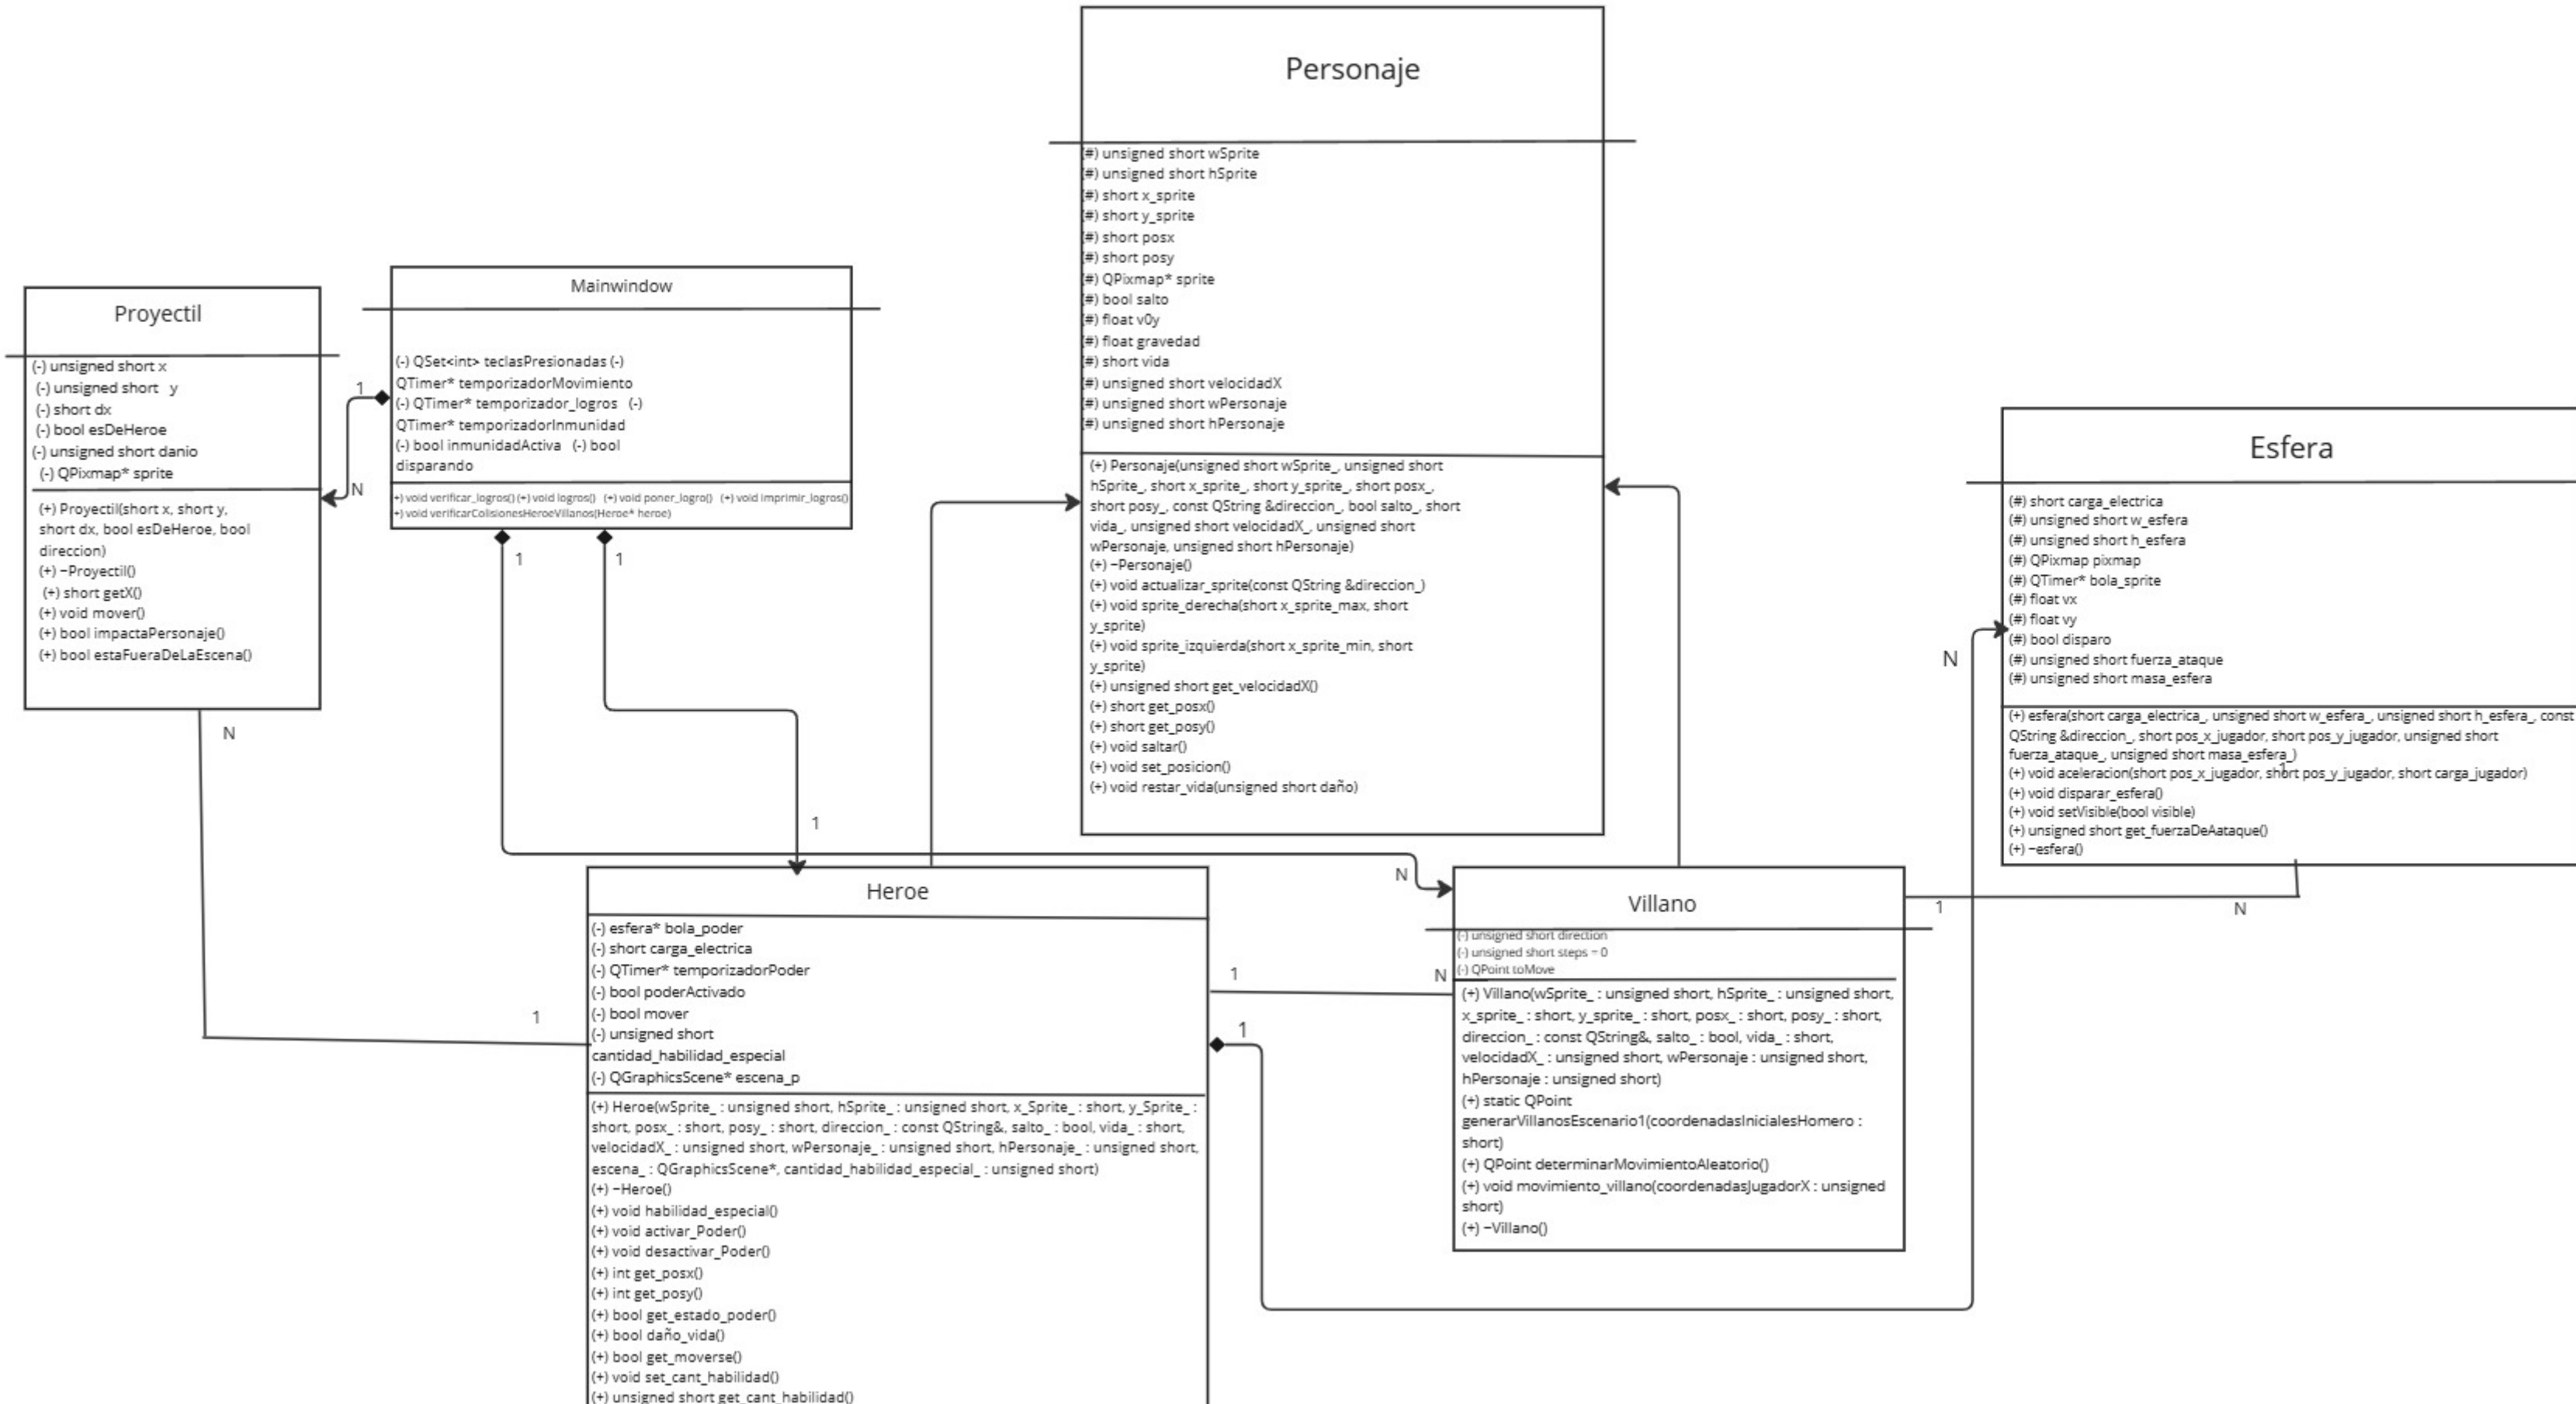 Personaje
(#) unsigned short wSprite
(#) unsigned short hSprite
(#) short x_sprite
(#) short y_sprite
(#) short posx
(#) short posy
(#) QPixmap* sprite
(#) bool salto
(#) float v0y
(#) float gravedad
(#) short vida
(#) unsigned short velocidadX
(#) unsigned short wPersonaje
(#) unsigned short hPersonaje
(+) Personaje(unsigned short wSprite_, unsigned short
hSprite_, short x_sprite_, short y_sprite_, short posx_,
short posy_, const QString &direccion_, bool salto_, short
vida_, unsigned short velocidadX_, unsigned short
wPersonaje, unsigned short hPersonaje)
(+) ~Personaje()
(+) void actualizar_sprite(const QString &direccion_)
(+) void sprite_derecha(short x_sprite_max, short
y_sprite)
(+) void sprite_izquierda(short x_sprite_min, short
y_sprite)
(+) unsigned short get_velocidadX()
(+) short get_posx()
(+) short get_posy()
(+) void saltar()
(+) void set_posicion()
(+) void restar_vida(unsigned short daño)
Proyectil
(-) unsigned short x
(-) unsigned short y
(-) short dx
(-) bool esDeHeroe
(-) unsigned short danio
(-) QPixmap* sprite
(+) Proyectil(short x, short y,
short dx, bool esDeHeroe, bool
direccion)
(+) ~Proyectil()
(+) short getX()
(+) void mover()
(+) bool impactaPersonaje()
(+) bool estaFueraDeLaEscena()
1
N
N
1
Mainwindow
(-) QSet<int> teclasPresionadas (-)
QTimer* temporizadorMovimiento
(-) QTimer* temporizador_logros (-)
QTimer* temporizadorInmunidad
(-) bool inmunidadActiva (-) bool
disparando
(+) void verificar_logros() (+) void logros() (+) void poner_logro() (+) void imprimir_logros()
(+) void verificarColisionesHeroeVillanos(Heroe* heroe)
1
1
1
N
Esfera
(#) short carga_electrica
(#) unsigned short w_esfera
(#) unsigned short h_esfera
(#) QPixmap pixmap
(#) QTimer* bola_sprite
(#) float vx
(#) float vy
(#) bool disparo
(#) unsigned short fuerza_ataque
(#) unsigned short masa_esfera
(+) esfera(short carga_electrica_, unsigned short w_esfera_, unsigned short h_esfera_, const
QString &direccion_, short pos_x_jugador, short pos_y_jugador, unsigned short
fuerza_ataque_, unsigned short masa_esfera_)
1
(+) void aceleracion(short pos_x_jugador, short pos_y_jugador, short carga_jugador)
(+) void disparar_esfera()
(+) void setVisible(bool visible)
(+) unsigned short get_fuerzaDeAataque()
(+) ~esfera()
N
1
N
Heroe
(-) esfera* bola_poder
(-) short carga_electrica
(-) QTimer* temporizadorPoder
(-) bool poderActivado
(-) bool mover
(-) unsigned short
cantidad_habilidad_especial
(-) QGraphicsScene* escena_p
(+) Heroe(wSprite_ : unsigned short, hSprite_ : unsigned short, x_Sprite_ : short, y_Sprite_ :
short, posx_ : short, posy_ : short, direccion_ : const QString&, salto_ : bool, vida_ : short,
velocidadX_ : unsigned short, wPersonaje_ : unsigned short, hPersonaje_ : unsigned short,
escena_ : QGraphicsScene*, cantidad_habilidad_especial_ : unsigned short)
(+) ~Heroe()
(+) void habilidad_especial()
(+) void activar_Poder()
(+) void desactivar_Poder()
(+) int get_posx()
(+) int get_posy()
(+) bool get_estado_poder()
(+) bool daño_vida()
(+) bool get_moverse()
(+) void set_cant_habilidad()
(+) unsigned short get_cant_habilidad()
1
N
1
Villano
(-) unsigned short direction
(-) unsigned short steps = 0
(-) QPoint toMove
(+) Villano(wSprite_ : unsigned short, hSprite_ : unsigned short,
x_sprite_ : short, y_sprite_ : short, posx_ : short, posy_ : short,
direccion_ : const QString&, salto_ : bool, vida_ : short,
velocidadX_ : unsigned short, wPersonaje : unsigned short,
hPersonaje : unsigned short)
(+) static QPoint
generarVillanosEscenario1(coordenadasInicialesHomero :
short)
(+) QPoint determinarMovimientoAleatorio()
(+) void movimiento_villano(coordenadasJugadorX : unsigned
short)
(+) ~Villano()